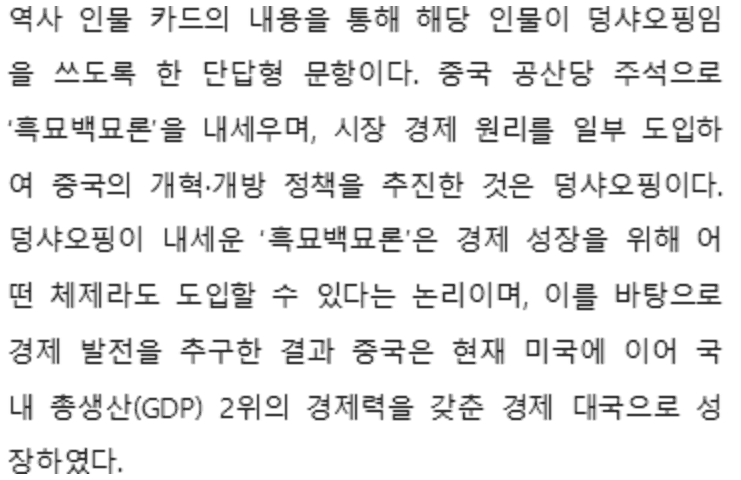 역사 인물 카드의 내용을 통해 해당 인물이 덩샤오핑임
을 쓰도록 한 단답형 문항이다. 중국 공산당 주석으로
‘흑묘백묘론’을 내세우며, 시장 경제 원리를 일부 도입하
여 중국의 개혁·개방 정책을 추진한 것은 덩샤오핑이다.
덩샤오핑이 내세운 ‘흑묘백묘론’은 경제 성장을 위해 어
떤 체제라도 도입할 수 있다는 논리이며, 이를 바탕으로
경제 발전을 추구한 결과 중국은 현재 미국에 이어 국
내 총생산(GDP) 2위의 경제력을 갖춘 경제 대국으로 성
장하였다.